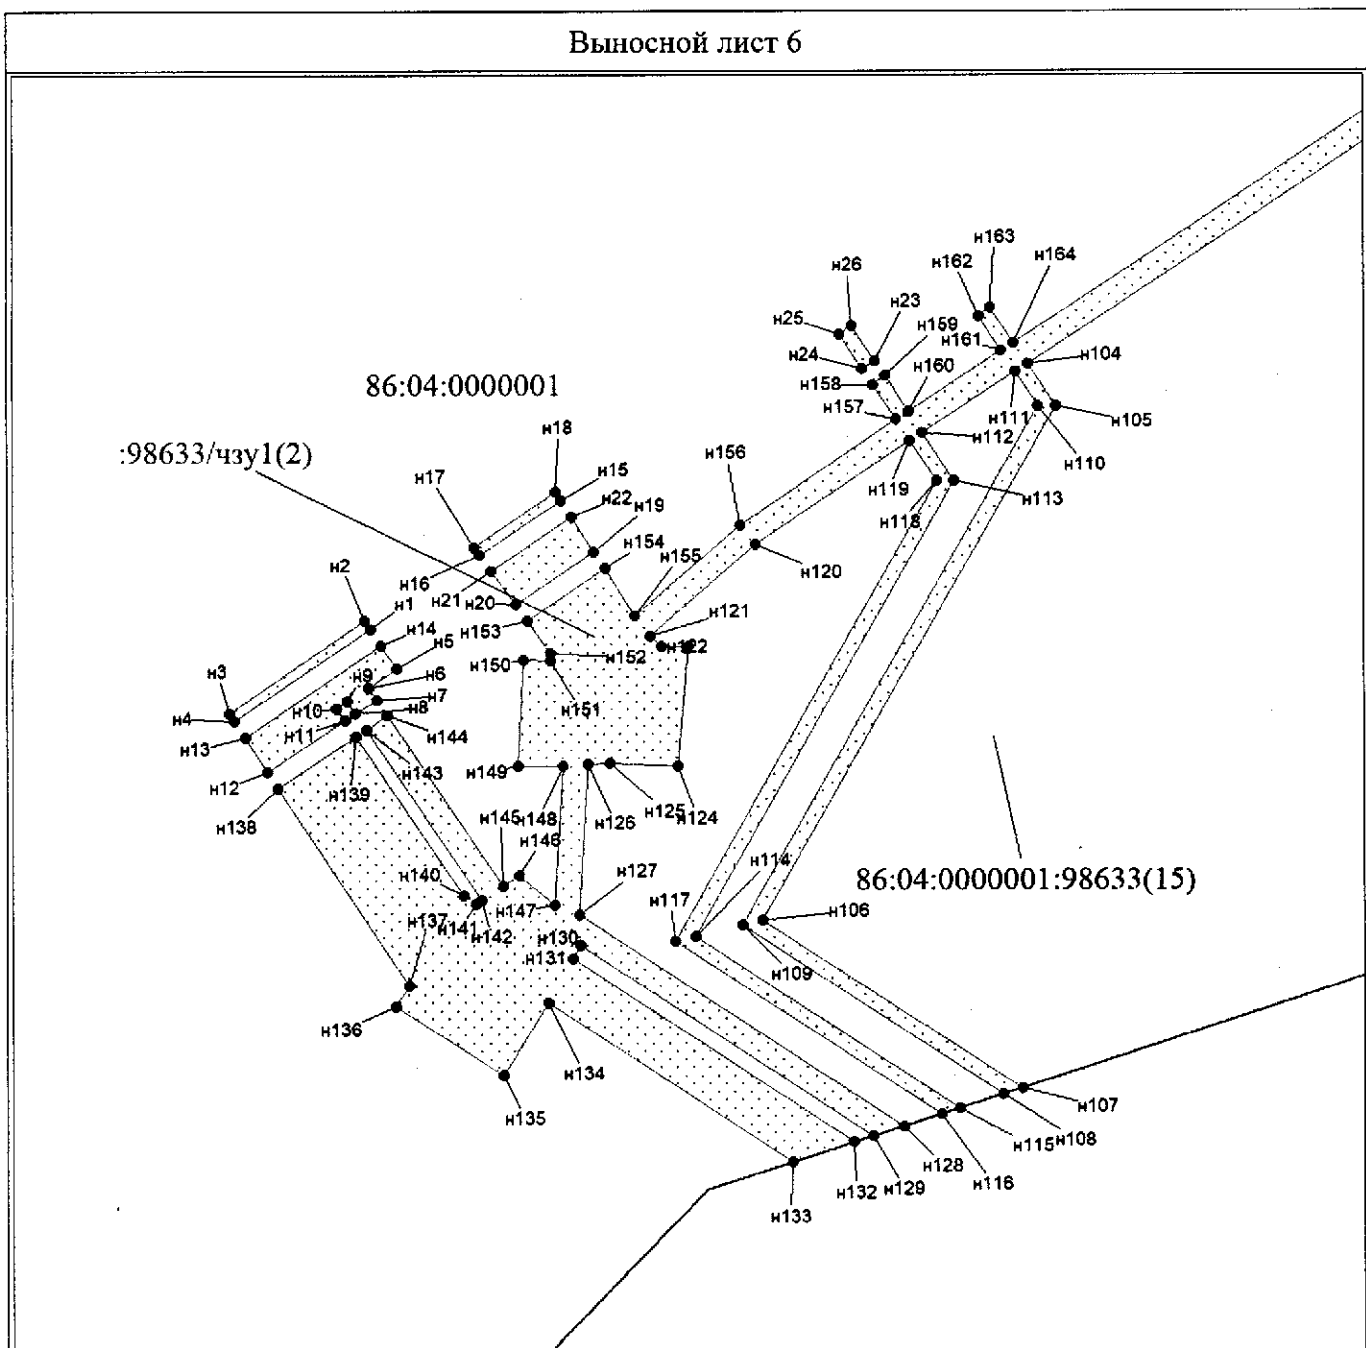 Выносной лист 6
н163
н162
н164
н26
н23
н159
н25
н161
н104
н24
н160
86:04:0000001
н158
н157
н111
н105
н18
н112
н110
:98633/чзу1(2)
н15
н17
н156
н22
н19
н119
н113
н118
н154
н16
н155
н120
н21
н2
н20
н1
н121
н153
н14
н5
н122
н152
н150
н6
н3
н9
н7
н151
н4
н10
н8
н11
н144
н13
н143
н149
н125
н12
н139
н148
н126
н124
н138
н145
н146
н114
86:04:0000001:98633(15)
н140
н127
н106
н147
н117
н137
н141
н142
н130
н131
н109
н136
н134
н107
н135
н108
н115
н128
н116
н132
н129
н133